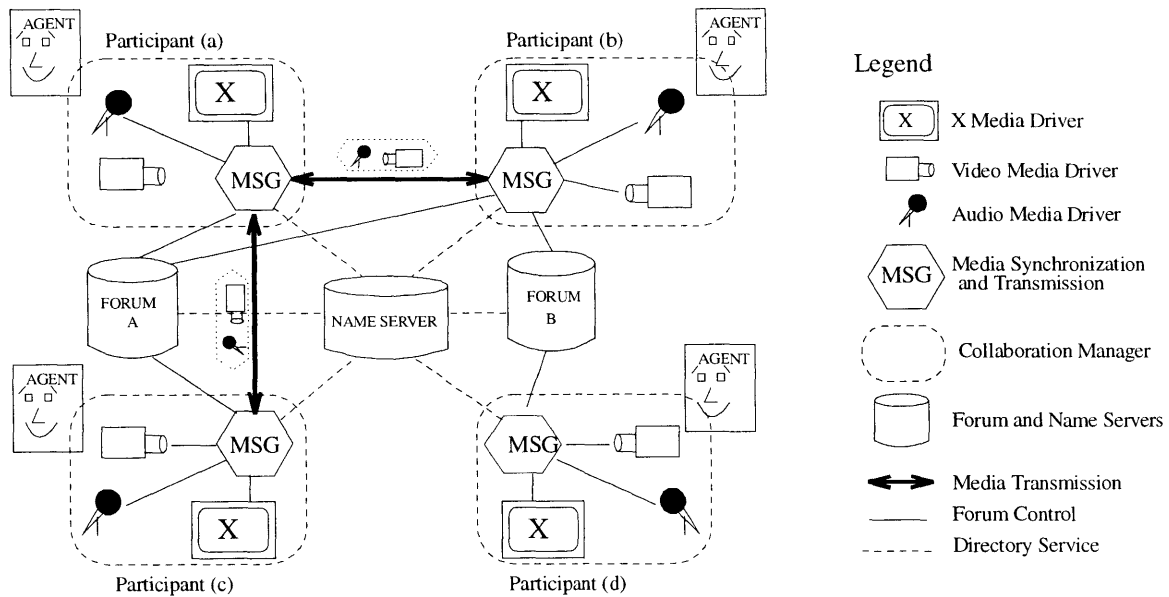 AGENT
Participant (a)
X
MSG
Participant (b)
AGENT
X
MSG
FORUM
A
NAME SERVER
FORUM
B
AGENT
MSG
X
Participant (c)
AGENT
MSG
X
Participant (d)
Legend
X
X Media Driver
Video Media Driver
Audio Media Driver
MSG
Media Synchronization
and Transmission
Collaboration Manager
Forum and Name Servers
Media Transmission
Forum Control
Directory Service